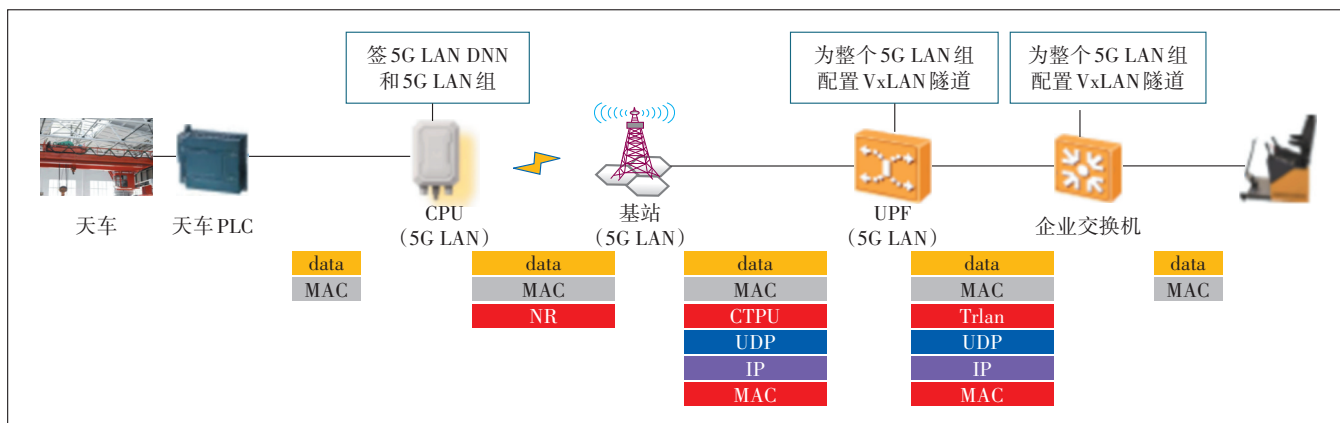 签5G LAN DNN
和5G LAN组
为整个5G LAN组
配置VxLAN隧道
为整个5G LAN组
配置VxLAN隧道
天车
天车PLC
CPU
(5G LAN)
基站
(5G LAN)
UPF
(5G LAN)
企业交换机
data
MAC
data
MAC
NR
data
MAC
CTPU
UDP
IP
MAC
data
MAC
Trlan
UDP
IP
MAC
data
MAC